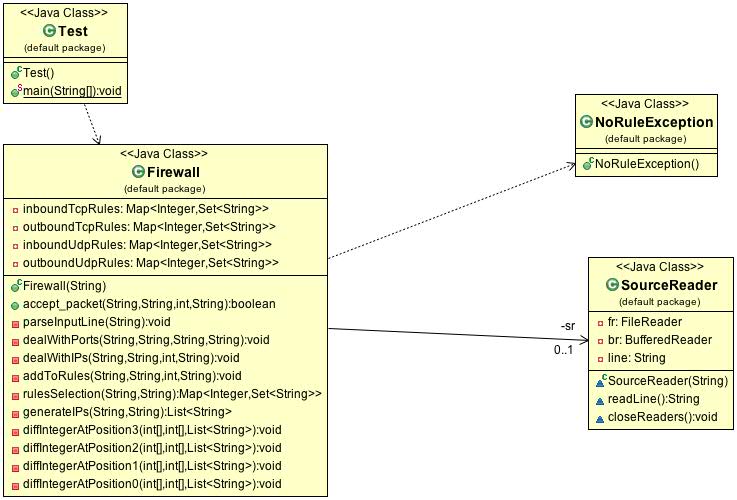 <<Java Class>>
Test
(default package)
Test()
main(String[]):void
<<Java Class>>
Firewall
(default package)
inboundTcpRules: Map<Integer,Set<String>>
outboundTcpRules: Map<Integer,Set<String>>
inboundUdpRules: Map<Integer,Set<String>>
outboundUdpRules: Map<Integer,Set<String>>
Firewall(String)
accept_packet(String,String,int,String):boolean
parseInputLine(String):void
dealWithPorts(String,String,String,String):void
dealWithIPs(String,String,int,String):void
addToRules(String,String,int,String):void
rulesSelection(String,String):Map<Integer,Set<String>>
generateIPs(String,String):List<String>
diffIntegerAtPosition3(int[],int[],List<String>):void
diffIntegerAtPosition2(int[],int[],List<String>):void
diffIntegerAtPosition1(int[],int[],List<String>):void
diffIntegerAtPosition0(int[],int[],List<String>):void
<<Java Class>>
NoRuleException
(default package)
NoRuleException()
-sr
0..1
<<Java Class>>
SourceReader
(default package)
fr: FileReader
br: BufferedReader
line: String
SourceReader(String)
readLine():String
closeReaders():void